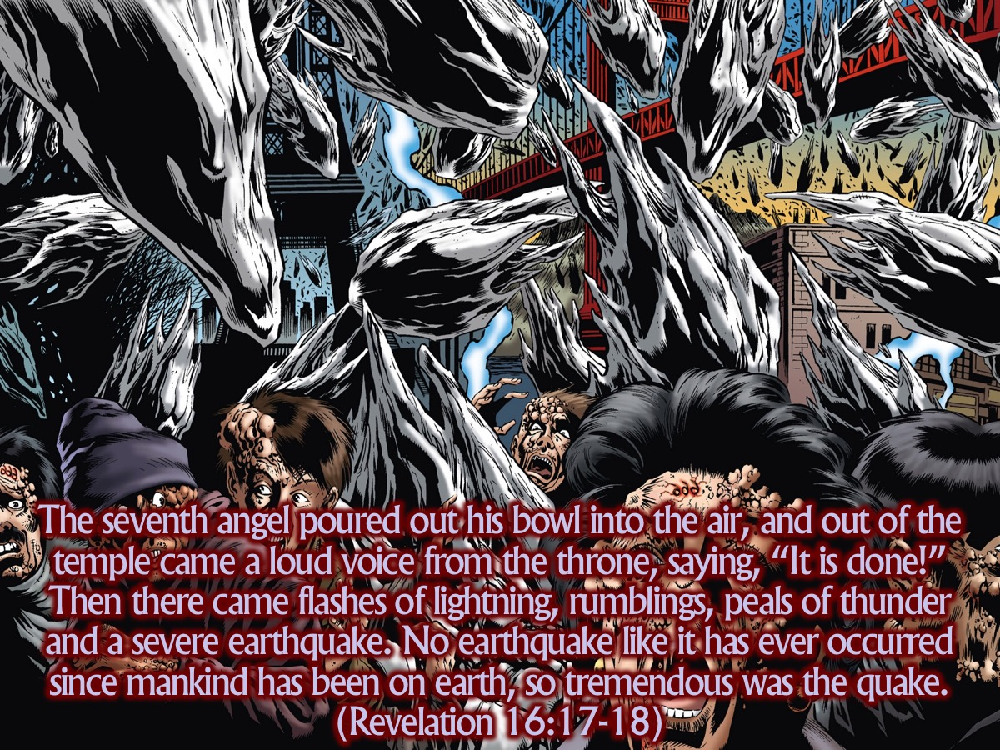 666
666
The seventh angel poured out his bowl into the air, and out of the
temple came a loud voice from the throne, saying, “It is done!”
Then there came flashes of lightning, rumblings, peals of thunder
and a severe earthquake. No earthquake like it has ever occurred
since mankind has been on earth, so tremendous was the quake.
(Revelation 16:17-18)